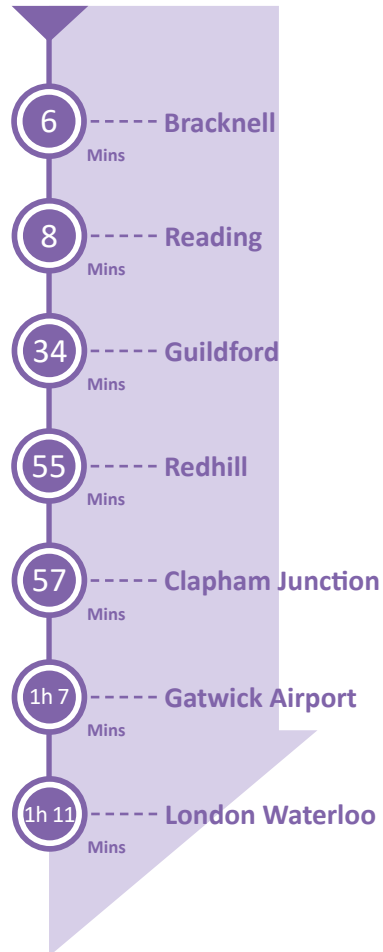 6 Bracknell
Mins
8 Reading
Mins
34 Guildford
Mins
55 Redhill
Mins
57 Clapham Junction
Mins
1h 7 Gatwick Airport
Mins
1h 11 London Waterloo
Mins